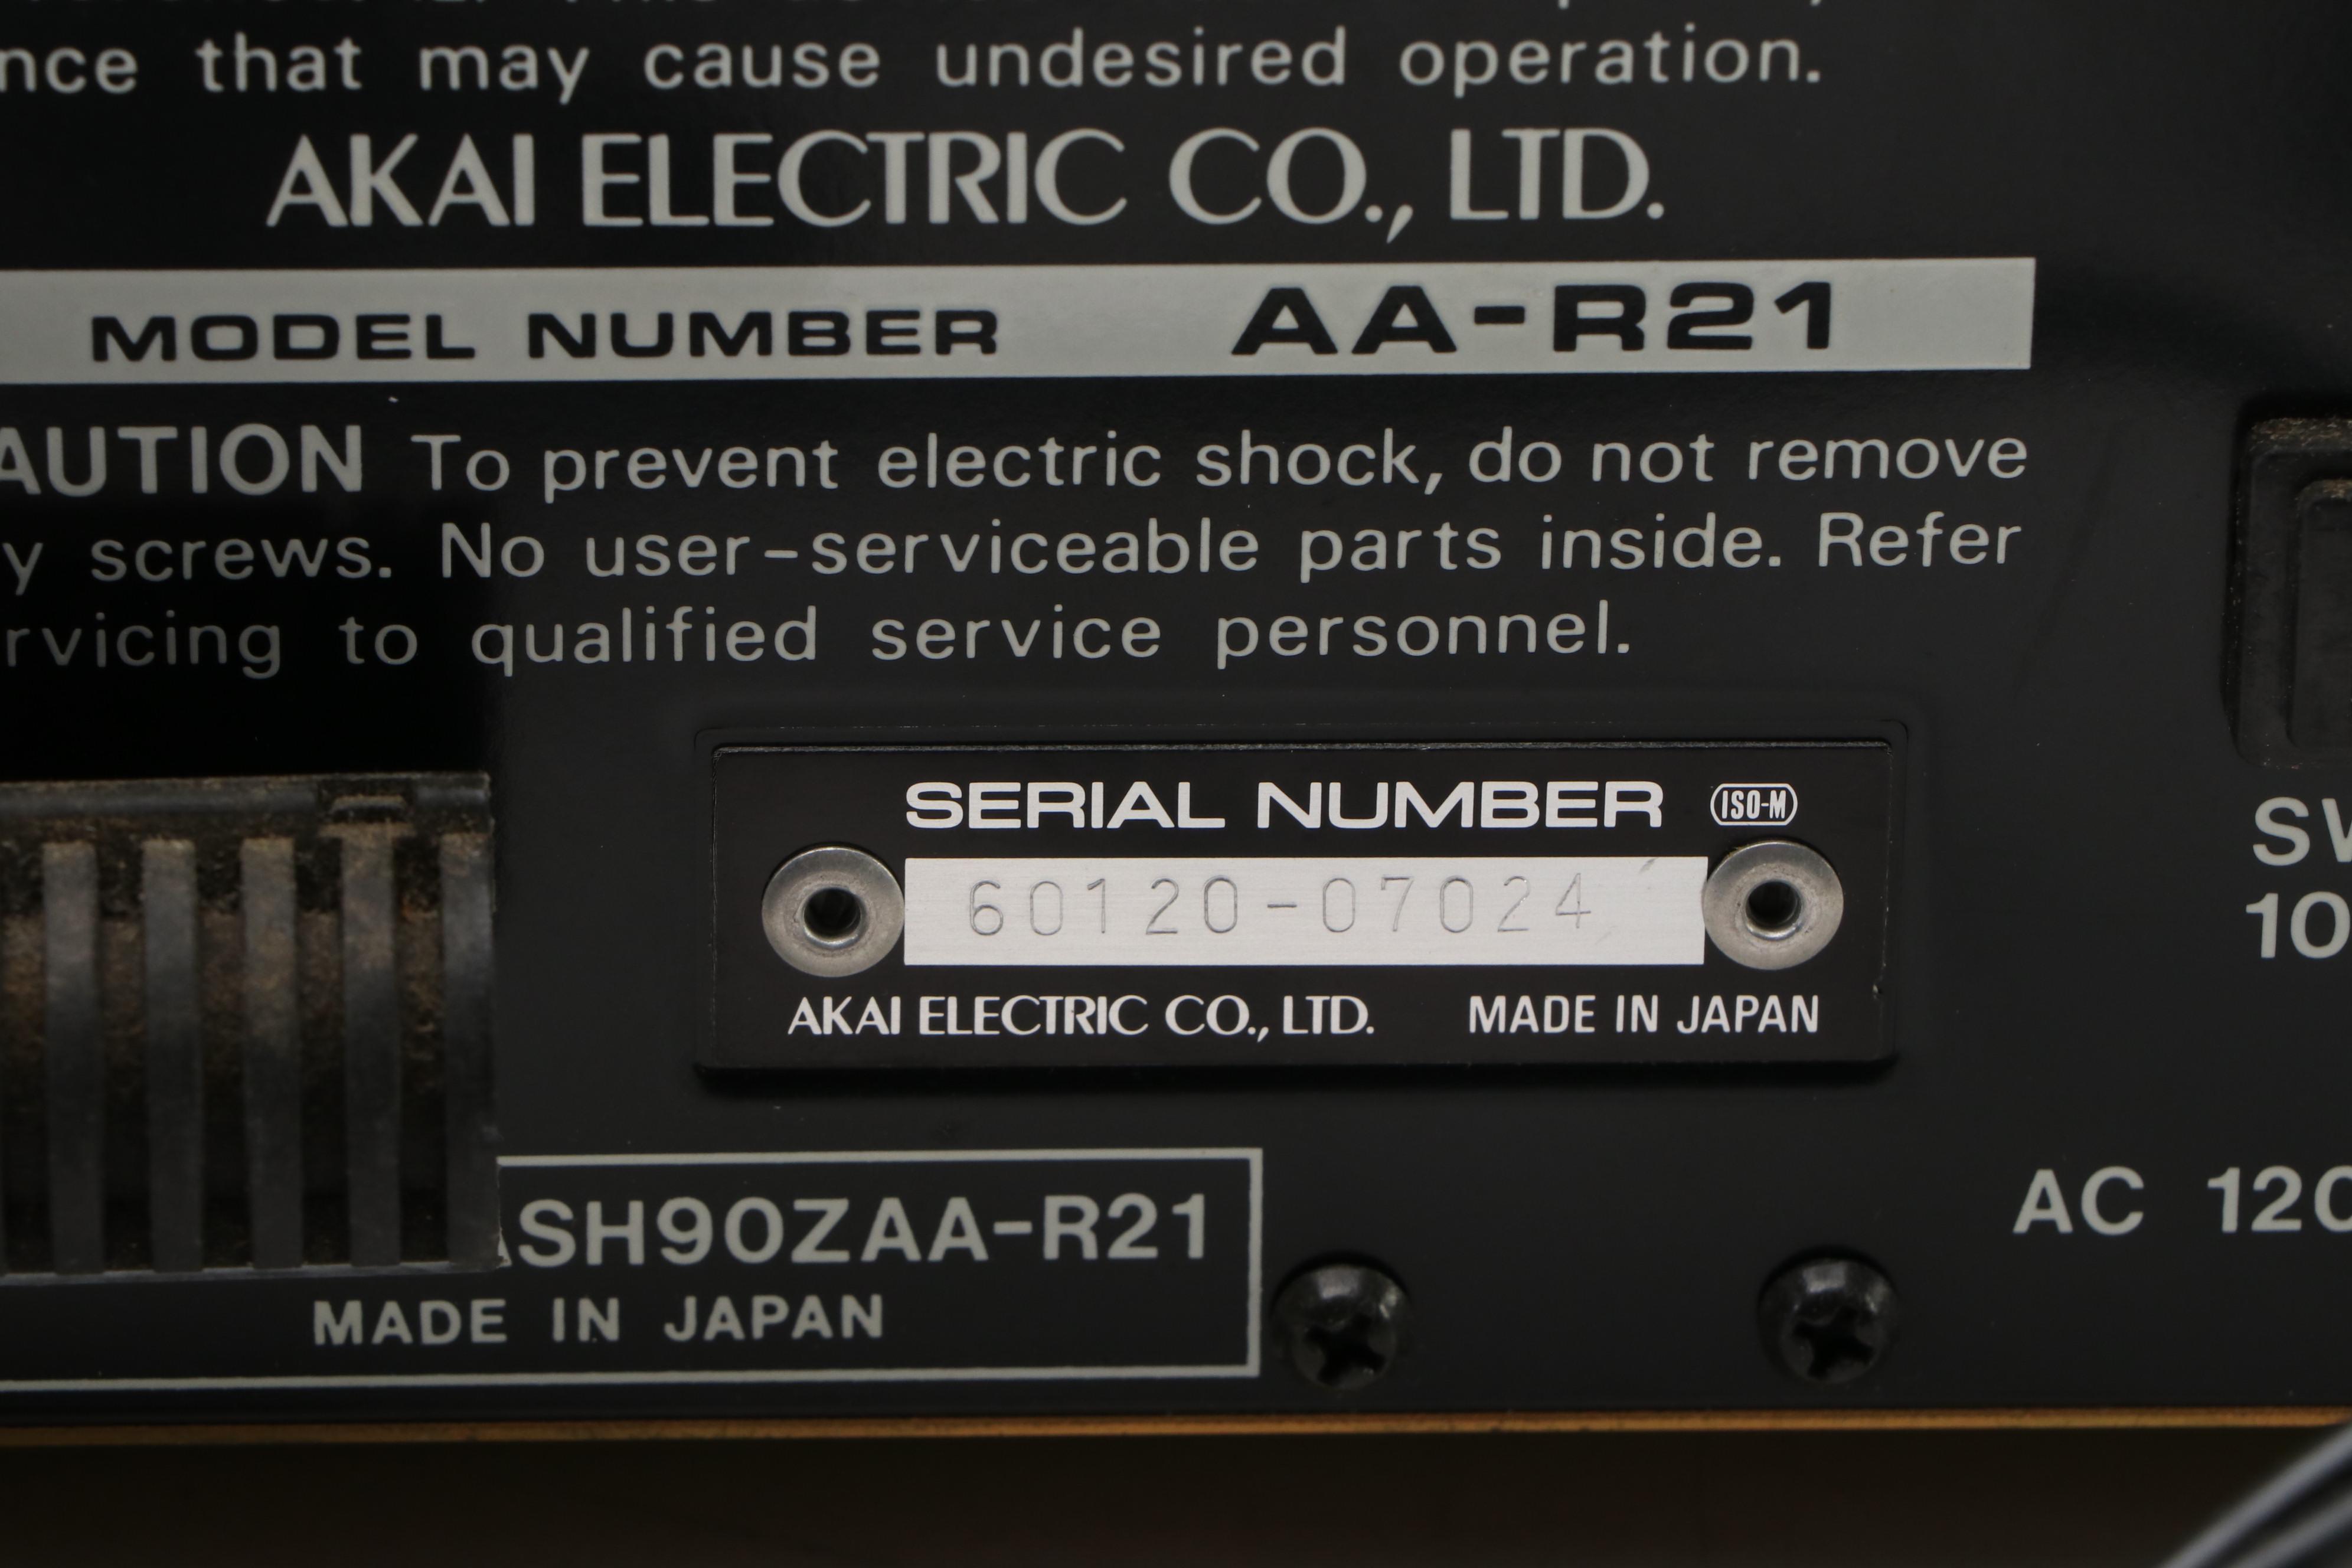 nce that may cause undesired operation.
AKAI ELECTRIC CO., LTD.
MODEL NUMBER AA-R21
AUTION To prevent electric shock, do not remove
y screws. No user-serviceable parts inside. Refer
rvicing to qualified service personnel.
SERIAL NUMBER ISO-M
60120-07024
AKAI ELECTRIC CO., LTD. MADE IN JAPAN
SW
10
AC 120
ASH90ZAA-R21
MADE IN JAPAN